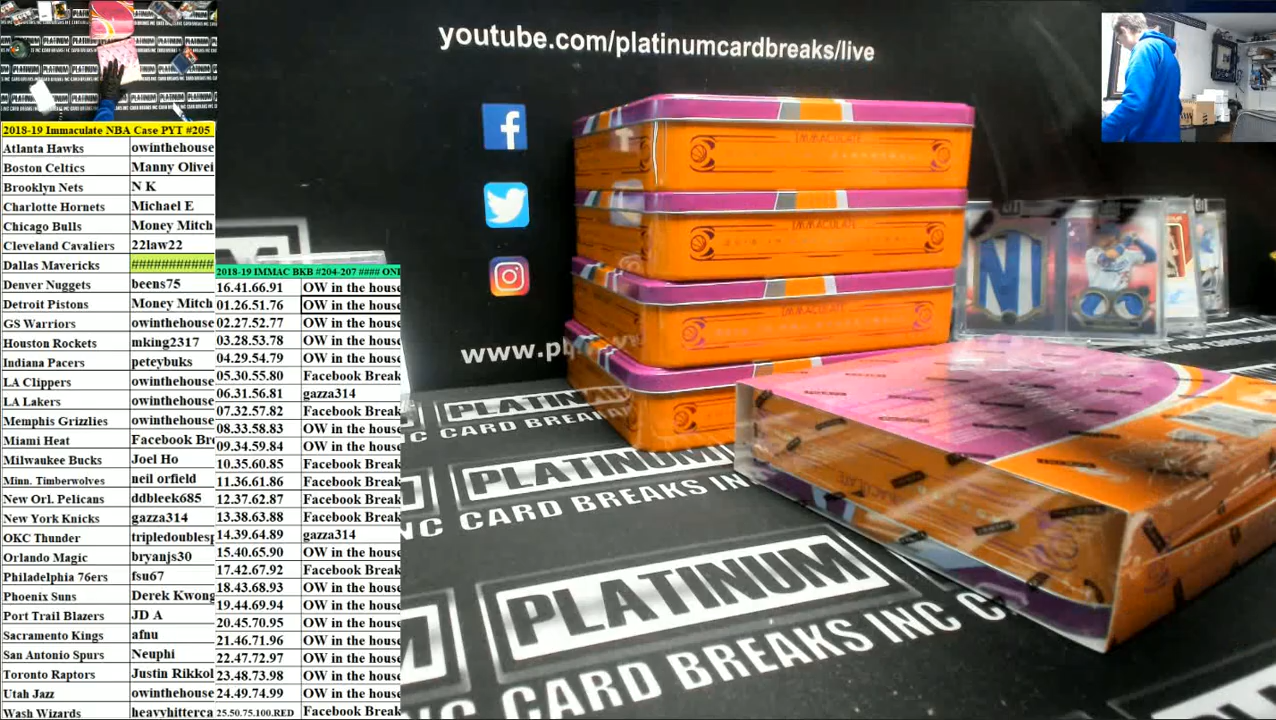 youtube.com/platinumcardbreaks/live
2018-19 Immaculate NBA Case PYT #205
Atlanta Hawks owinthehouse
Boston Celtics Manny Olivei
Brooklyn Nets N K
Charlotte Hornets Michael E
Chicago Bulls Money Mitch
Cleveland Cavaliers 22law22
Dallas Mavericks ############
Denver Nuggets beens75
Detroit Pistons Money Mitch
GS Warriors owinthehouse
Houston Rockets mking2317
Indiana Pacers peteybuks
LA Clippers owinthehouse
LA Lakers owinthehouse
Memphis Grizzlies owinthehouse
Miami Heat Facebook Bre
Milwaukee Bucks Joel Ho
Minn. Timberwolves neil orfield
New Orl. Pelicans ddbleek685
New York Knicks gazza314
OKC Thunder tripledoublesp
Orlando Magic bryanjs30
Philadelphia 76ers fsu67
Phoenix Suns Derek Kwong
Port Trail Blazers JD A
Sacramento Kings afnu
San Antonio Spurs Neuphi
Toronto Raptors Justin Rikkol
Utah Jazz owinthehouse
Wash Wizards heavyhitterca
2018-19 IMMAC BKB #204-207 #### ONL
16.41.66.91 OW in the house
01.26.51.76 OW in the house
02.27.52.77 OW in the house
03.28.53.78 OW in the house
04.29.54.79 OW in the house
05.30.55.80 Facebook Break
06.31.56.81 gazza314
07.32.57.82 Facebook Break
08.33.58.83 OW in the house
09.34.59.84 OW in the house
10.35.60.85 Facebook Break
11.36.61.86 Facebook Break
12.37.62.87 Facebook Break
13.38.63.88 Facebook Break
14.39.64.89 gazza314
15.40.65.90 OW in the house
17.42.67.92 Facebook Break
18.43.68.93 OW in the house
19.44.69.94 OW in the house
20.45.70.95 OW in the house
21.46.71.96 OW in the house
22.47.72.97 OW in the house
23.48.73.98 OW in the house
24.49.74.99 OW in the house
25.50.75.100.RED Facebook Break
IMMACULATE
IMMACULATE
IMMACULATE
www.p
PLATINUM
CARD BREA
PLATINUM
INC CARD BREAKS INC
PLATINUM
CARD BREAKS INC